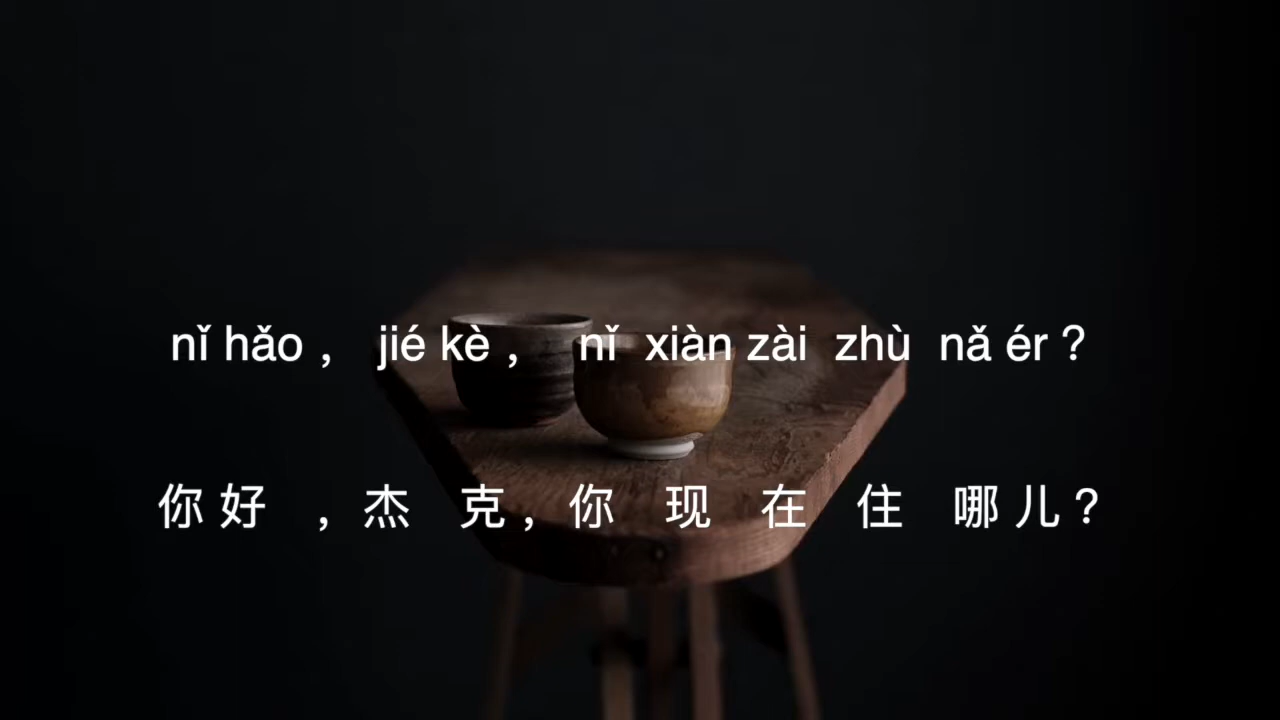 nǐ hǎo， jié kè， nǐ xiàn zài zhù nǎ ér？
你好，杰克，你现在住哪儿？